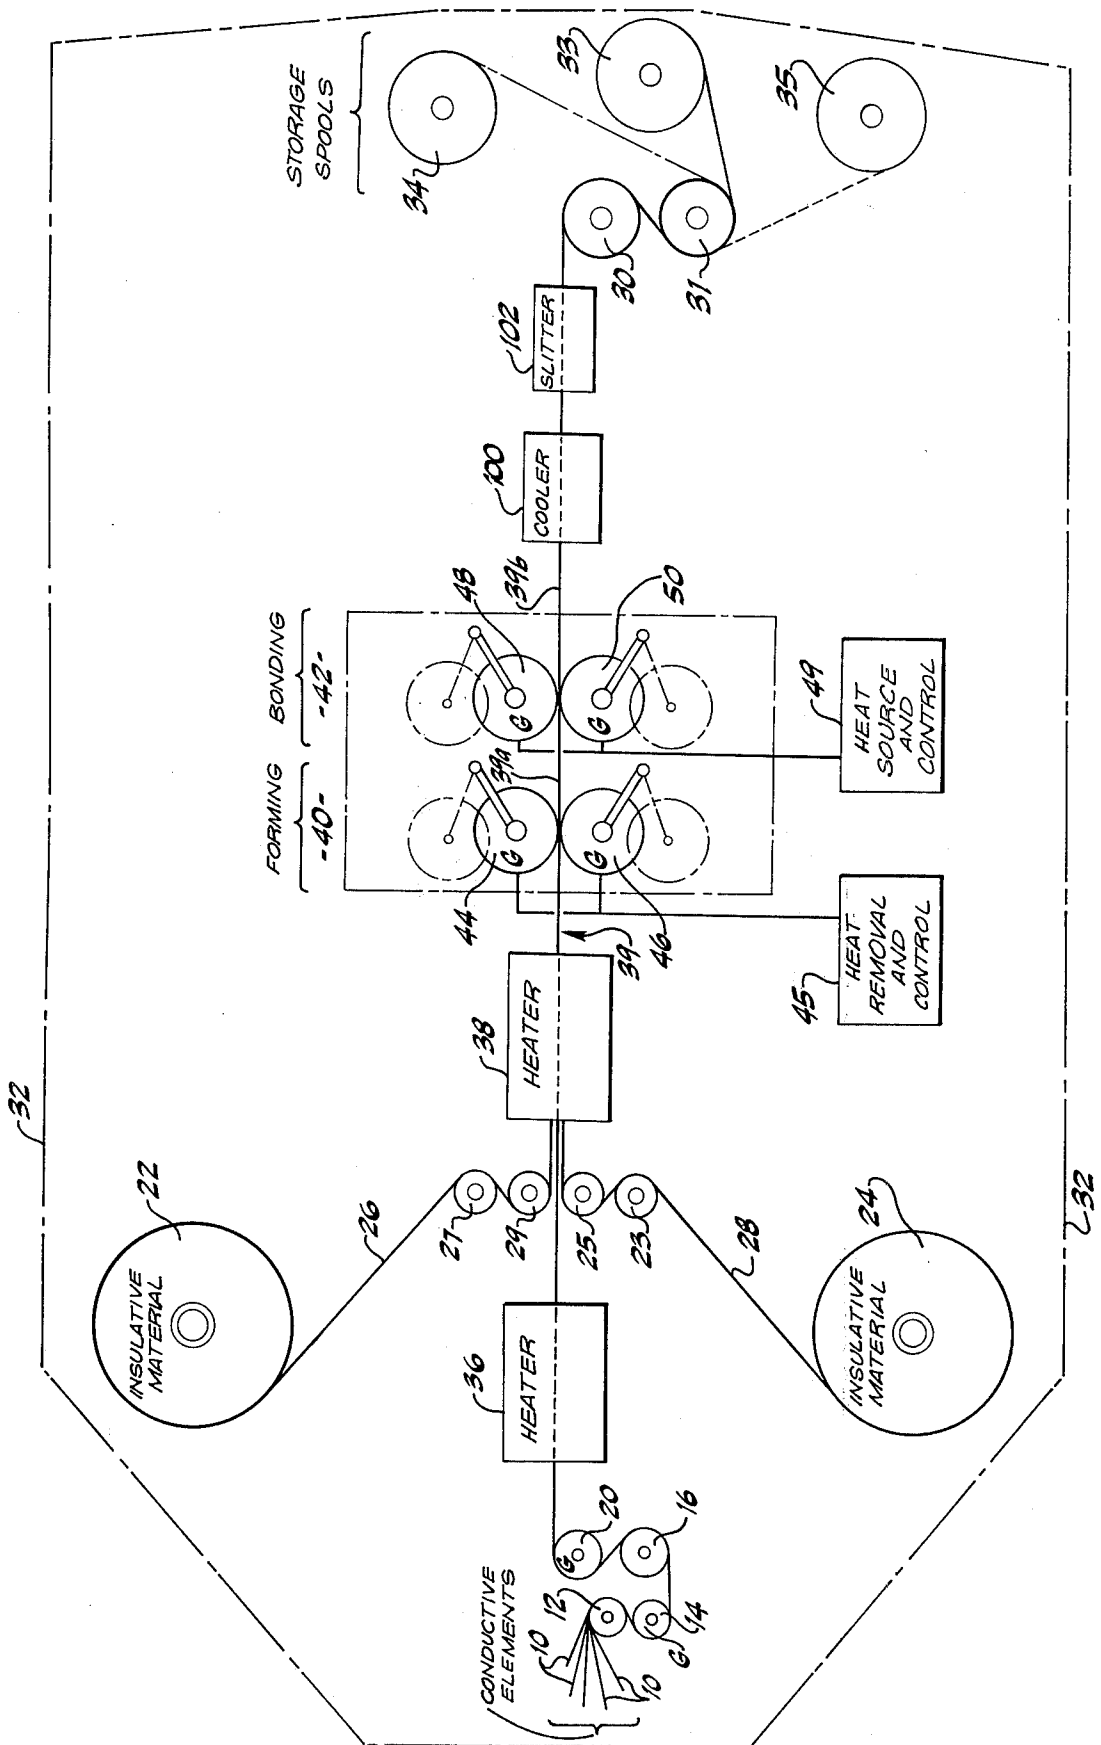 STORAGE
SPOOLS
34
33
35
30
31
102
SLITTER
100
COOLER
BONDING
-42-
FORMING
-40-
48
39b
50
G
G
39a
44
G
G
46
39
49
HEAT
SOURCE
AND
CONTROL
45
HEAT
REMOVAL
AND
CONTROL
38
HEATER
32
32
22
INSULATIVE
MATERIAL
26
27
29
25
23
28
24
INSULATIVE
MATERIAL
36
HEATER
CONDUCTIVE
ELEMENTS
10
12
G
20
16
14
G
10